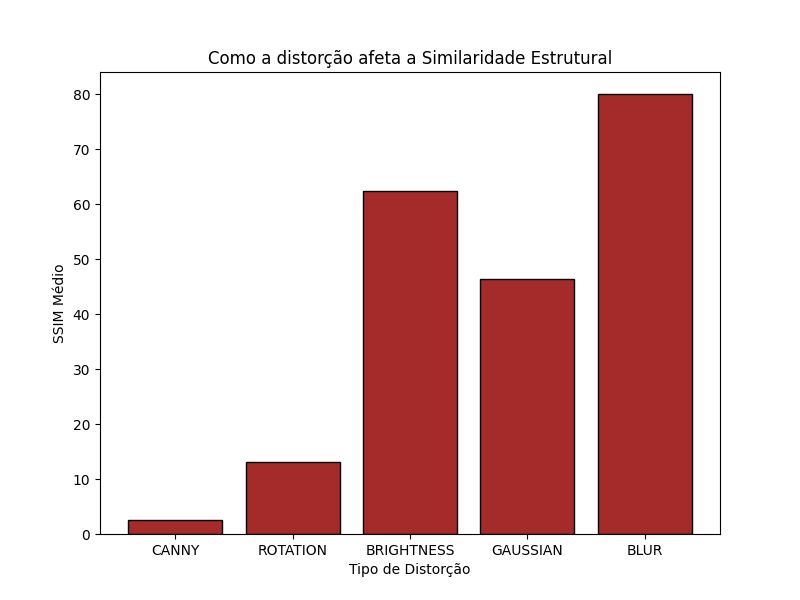 Como a distorção afeta a Similaridade Estrutural
80
70
60
50
40
30
20
10
0
SSIM Médio
CANNY ROTATION BRIGHTNESS GAUSSIAN BLUR
Tipo de Distorção